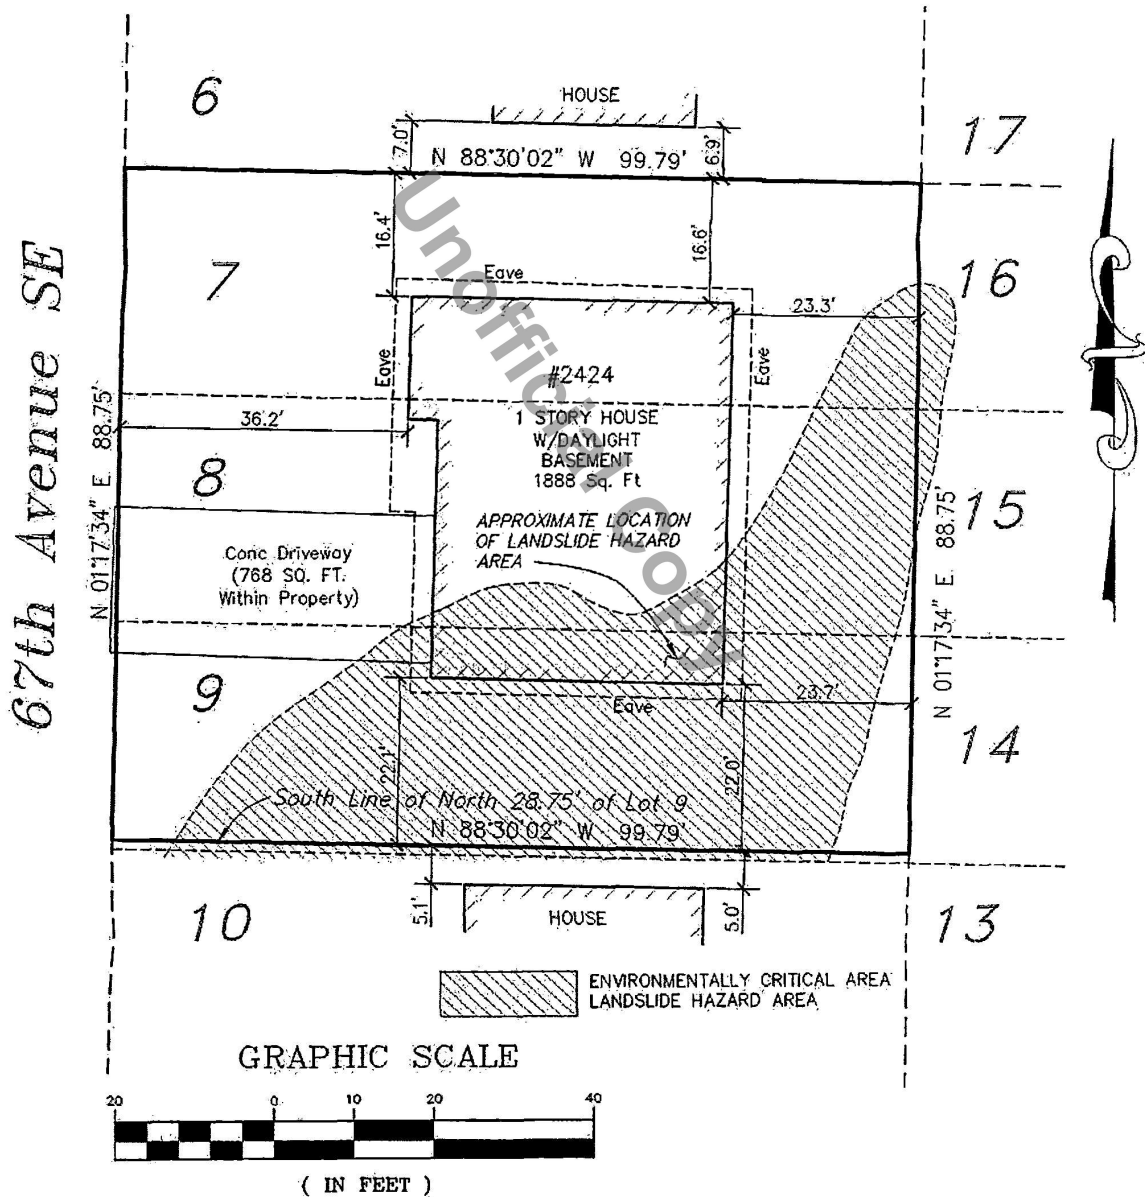 6
HOUSE
17
7.0'
N 88°30'02" W 99.79'
6.9'
16.4'
16.6'
7
Eave
16
23.3'
Eave
Eave
#2424
1 STORY HOUSE
W/DAYLIGHT
BASEMENT
1888 Sq. Ft
36.2'
8
15
67th Avenue SE
N 01°17'34" E 88.75'
N 01°17'34" E 88.75'
APPROXIMATE LOCATION
OF LANDSLIDE HAZARD
AREA
Conc Driveway
(768 SQ. FT.
Within Property)
Unofficial Copy
9
Eave
23.7'
14
22.1'
22.0'
South Line of North 28.75' of Lot 9
N 88°30'02" W 99.79'
10
5.1'
HOUSE
5.0'
13
ENVIRONMENTALLY CRITICAL AREA
LANDSLIDE HAZARD AREA
GRAPHIC SCALE
20 0 10 20 40
( IN FEET )